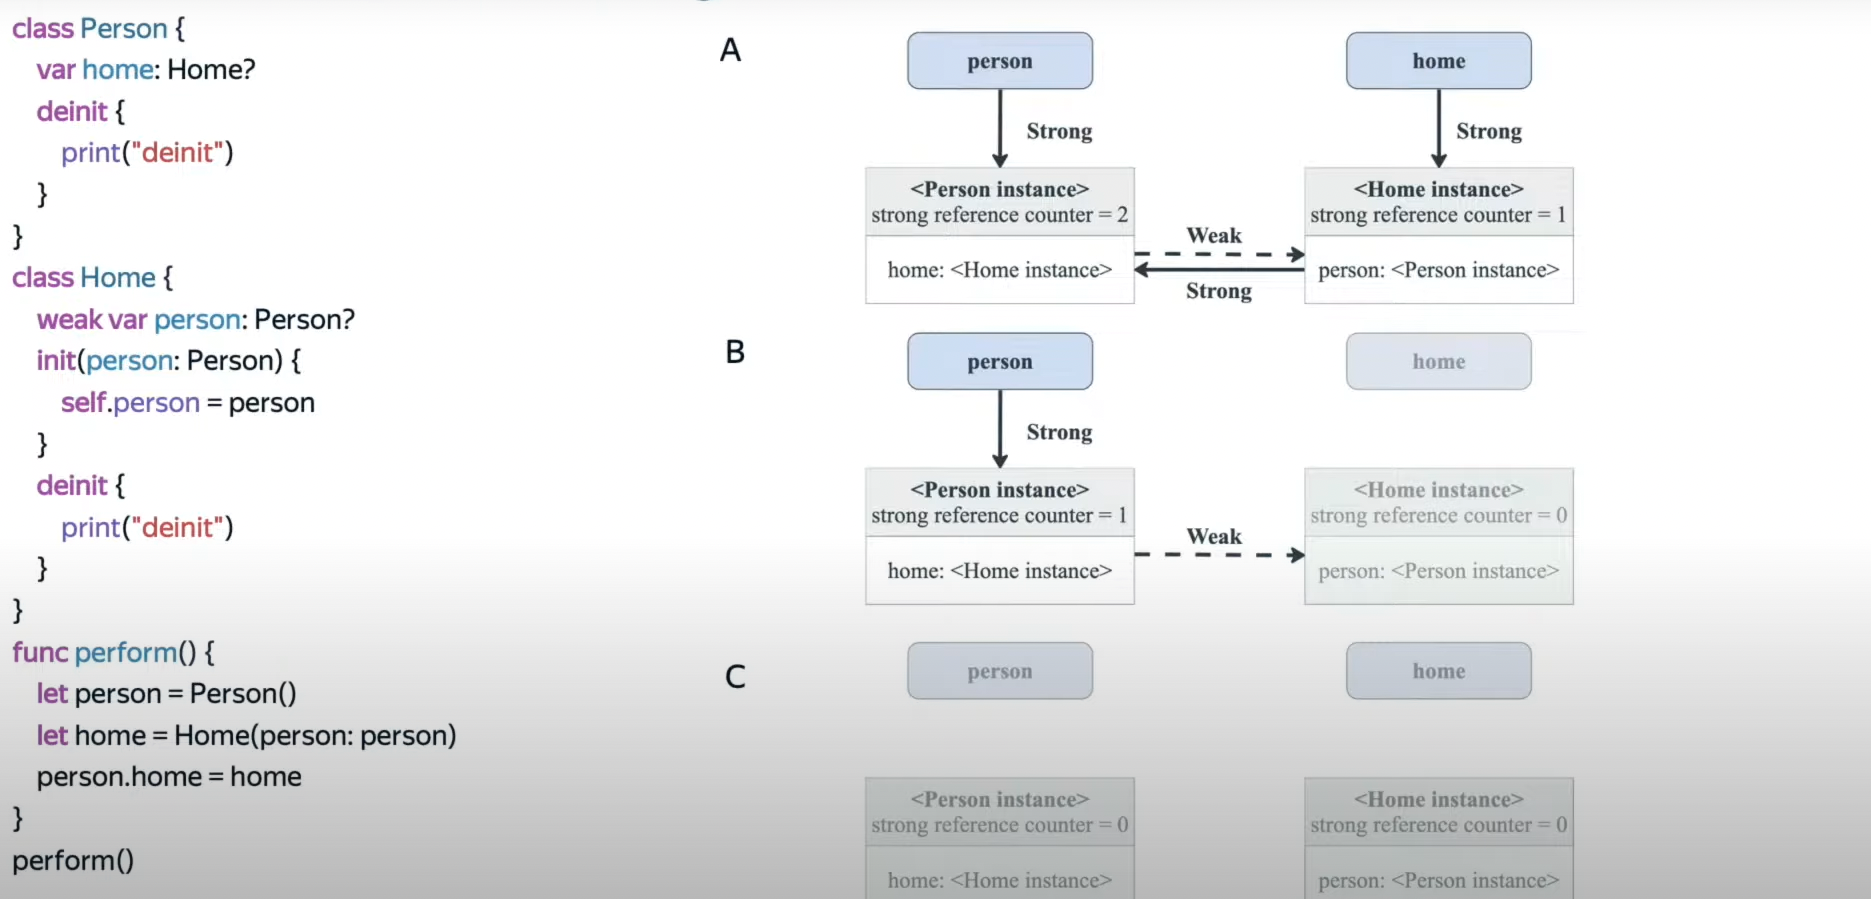 class Person {
var home: Home?
deinit {
print("deinit")
}
}
class Home {
weak var person: Person?
init(person: Person) {
self.person = person
}
deinit {
print("deinit")
}
}
func perform() {
let person = Person()
let home = Home(person: person)
person.home = home
}
perform()
A
person
home
Strong
Strong
<Person instance>
strong reference counter = 2
home: <Home instance>
Weak
Strong
<Home instance>
strong reference counter = 1
person: <Person instance>
B
person
home
Strong
<Person instance>
strong reference counter = 1
home: <Home instance>
Weak
<Home instance>
strong reference counter = 0
person: <Person instance>
C
person
home
<Person instance>
strong reference counter = 0
home: <Home instance>
<Home instance>
strong reference counter = 0
person: <Person instance>